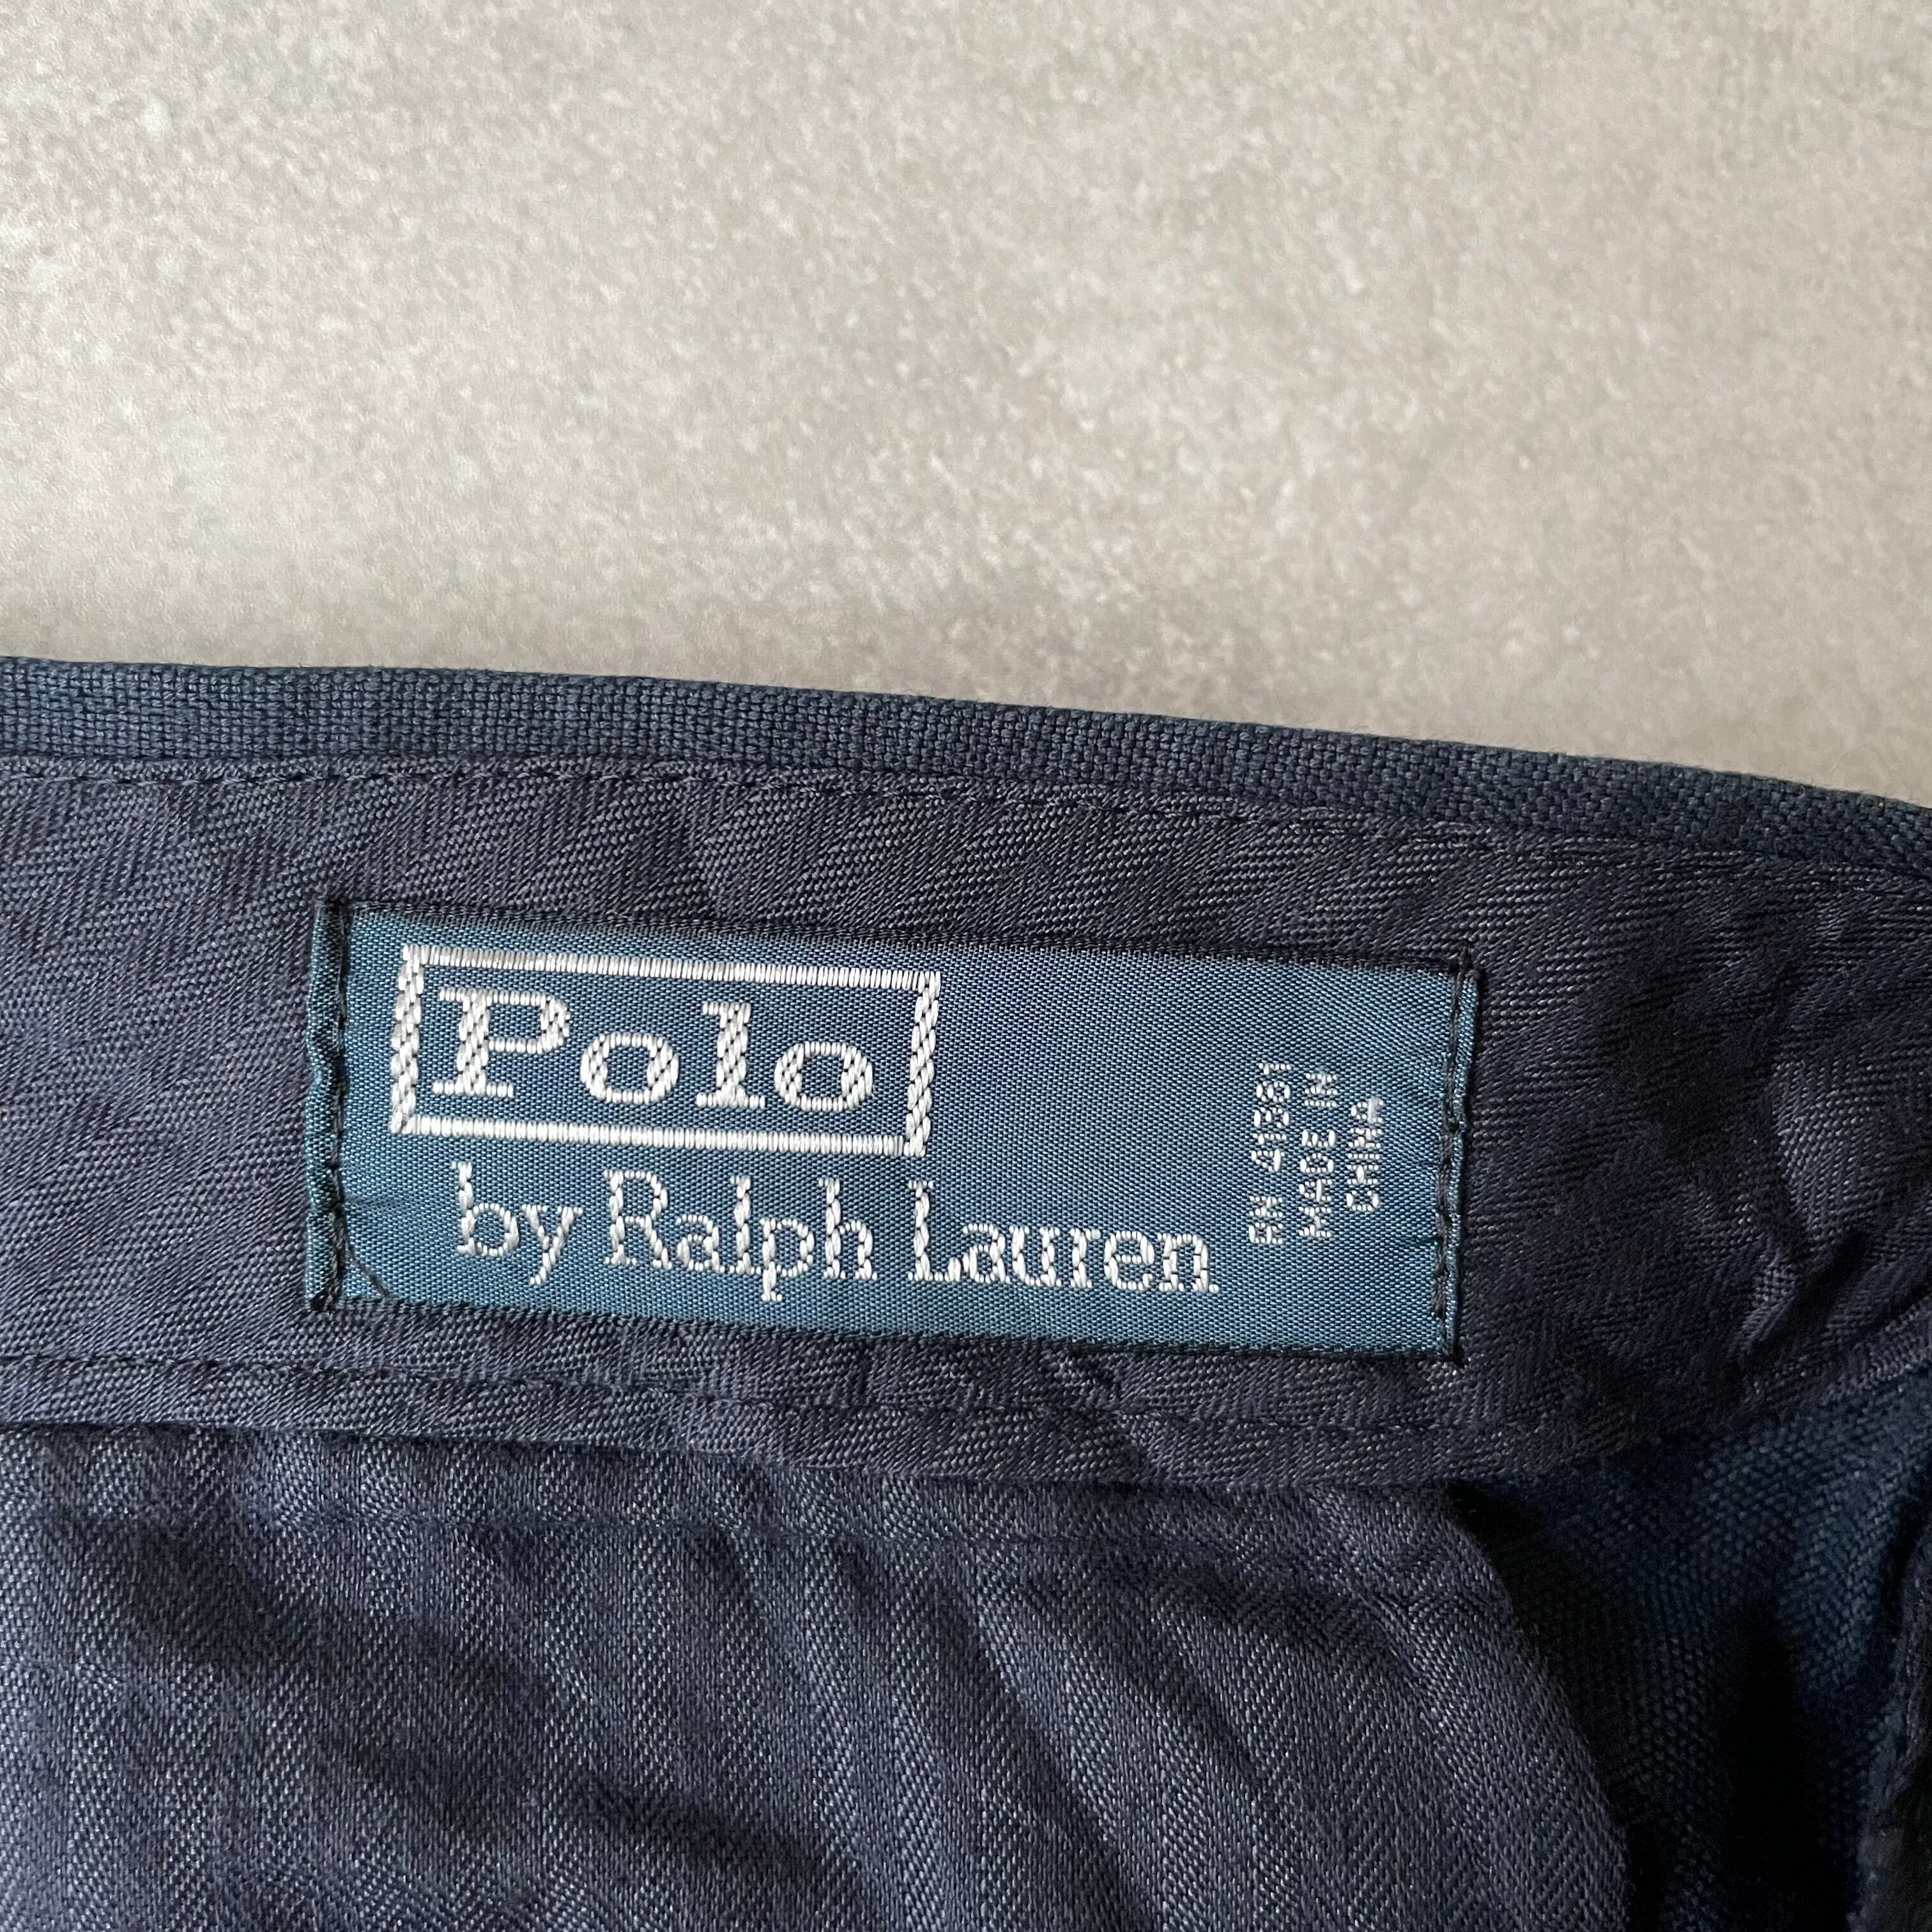 Polo
by Ralph Lauren
RN 41381
MADE IN
CHINA